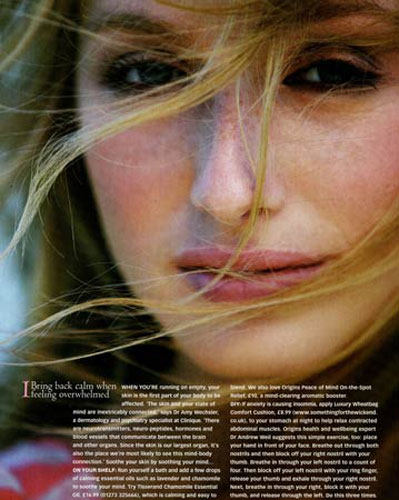 Bring back calm when
feeling overwhelmed
WHEN YOU'RE running on empty, your
skin is the first part of your body to be
affected. 'The skin and your state of
mind are inextricably connected,' says Dr Amy Wechsler,
a dermatology and psychiatry specialist at Clinique. 'There
are neurotransmitters, neuro-peptides, hormones and
blood vessels that communicate between the brain
and other organs. Since the skin is our largest organ, it's
also the place we're most likely to see this mind-body
connection.' Soothe your skin by soothing your mind...
ON YOUR SHELF: Run yourself a bath and add a few drops
of calming essential oils such as lavender and chamomile
to soothe your mind. Try Tisserand Chamomile Essential
Oil, £14.99 (01273 325666), which is calming and easy to
blend. We also love Origins Peace of Mind On-the-Spot
Relief, £10, a mind-clearing aromatic booster.
DIY: If anxiety is causing insomnia, apply Luxury Wheatbag
Comfort Cushion, £8.99 (www.somethingfortheweekend.
co.uk), to your stomach at night to help relax contracted
abdominal muscles. Origins health and wellbeing expert
Dr Andrew Weil suggests this simple exercise, too: place
your hand in front of your face. Breathe out through both
nostrils and then block off your right nostril with your
thumb. Breathe in through your left nostril to a count of
four. Then block off your left nostril with your ring finger,
release your thumb and exhale through your right nostril.
Next, breathe in through your right, block it with your
thumb, and release through the left. Do this three times